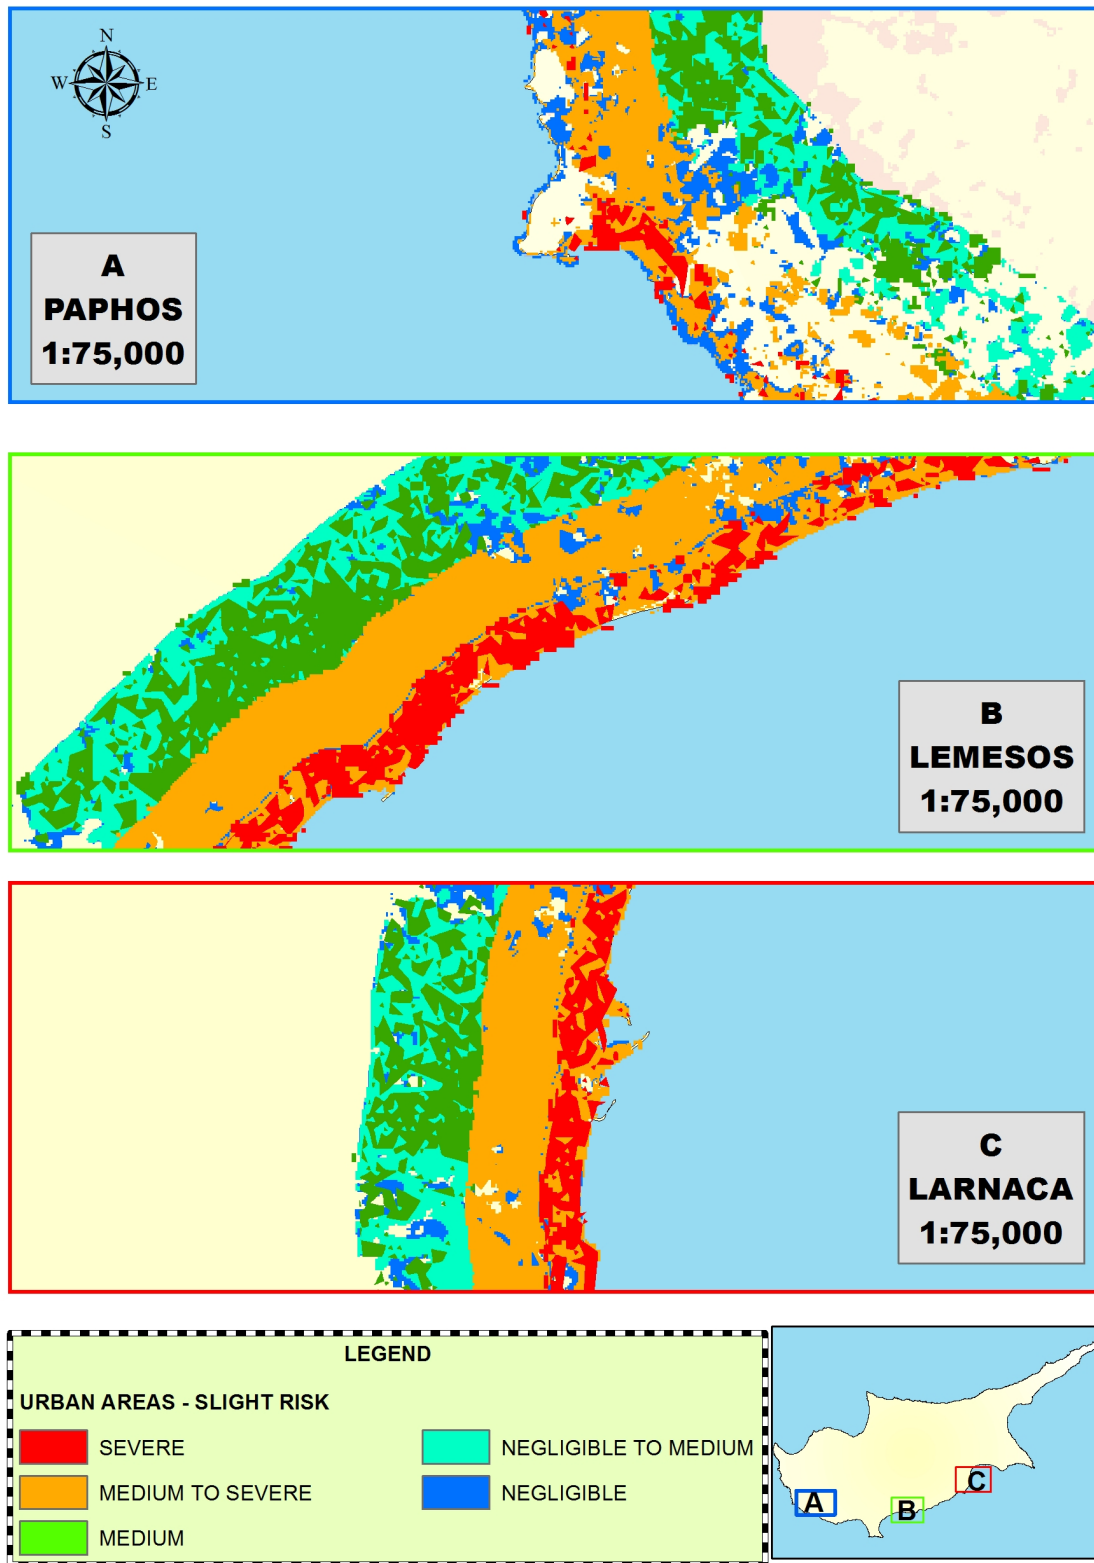 N
W E
S
A
PAPHOS
1:75,000
B
LEMESOS
1:75,000
C
LARNACA
1:75,000
LEGEND
URBAN AREAS - SLIGHT RISK
SEVERE
NEGLIGIBLE TO MEDIUM
MEDIUM TO SEVERE
NEGLIGIBLE
MEDIUM
A
B
C